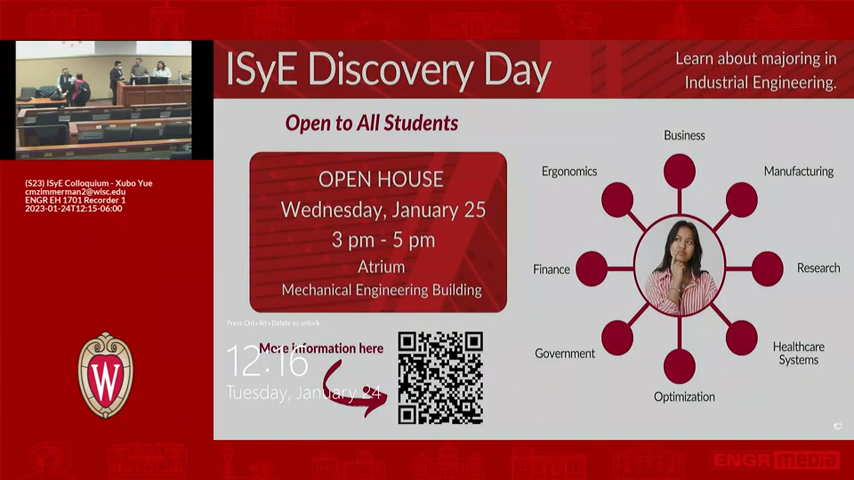 ISyE Discovery Day
Learn about majoring in
Industrial Engineering.
Open to All Students
OPEN HOUSE
Wednesday, January 25
3 pm - 5 pm
Atrium
Mechanical Engineering Building
Press Ctrl+Alt+Delete to unlock.
More information here
12:16
Tuesday, January 24
Business
Ergonomics
Manufacturing
Finance
Research
Government
Healthcare
Systems
Optimization
(S23) ISyE Colloquium - Xubo Yue
cmzimmerman2@wisc.edu
ENGR EH 1701 Recorder 1
2023-01-24T12:15-06:00
W
ENGR media